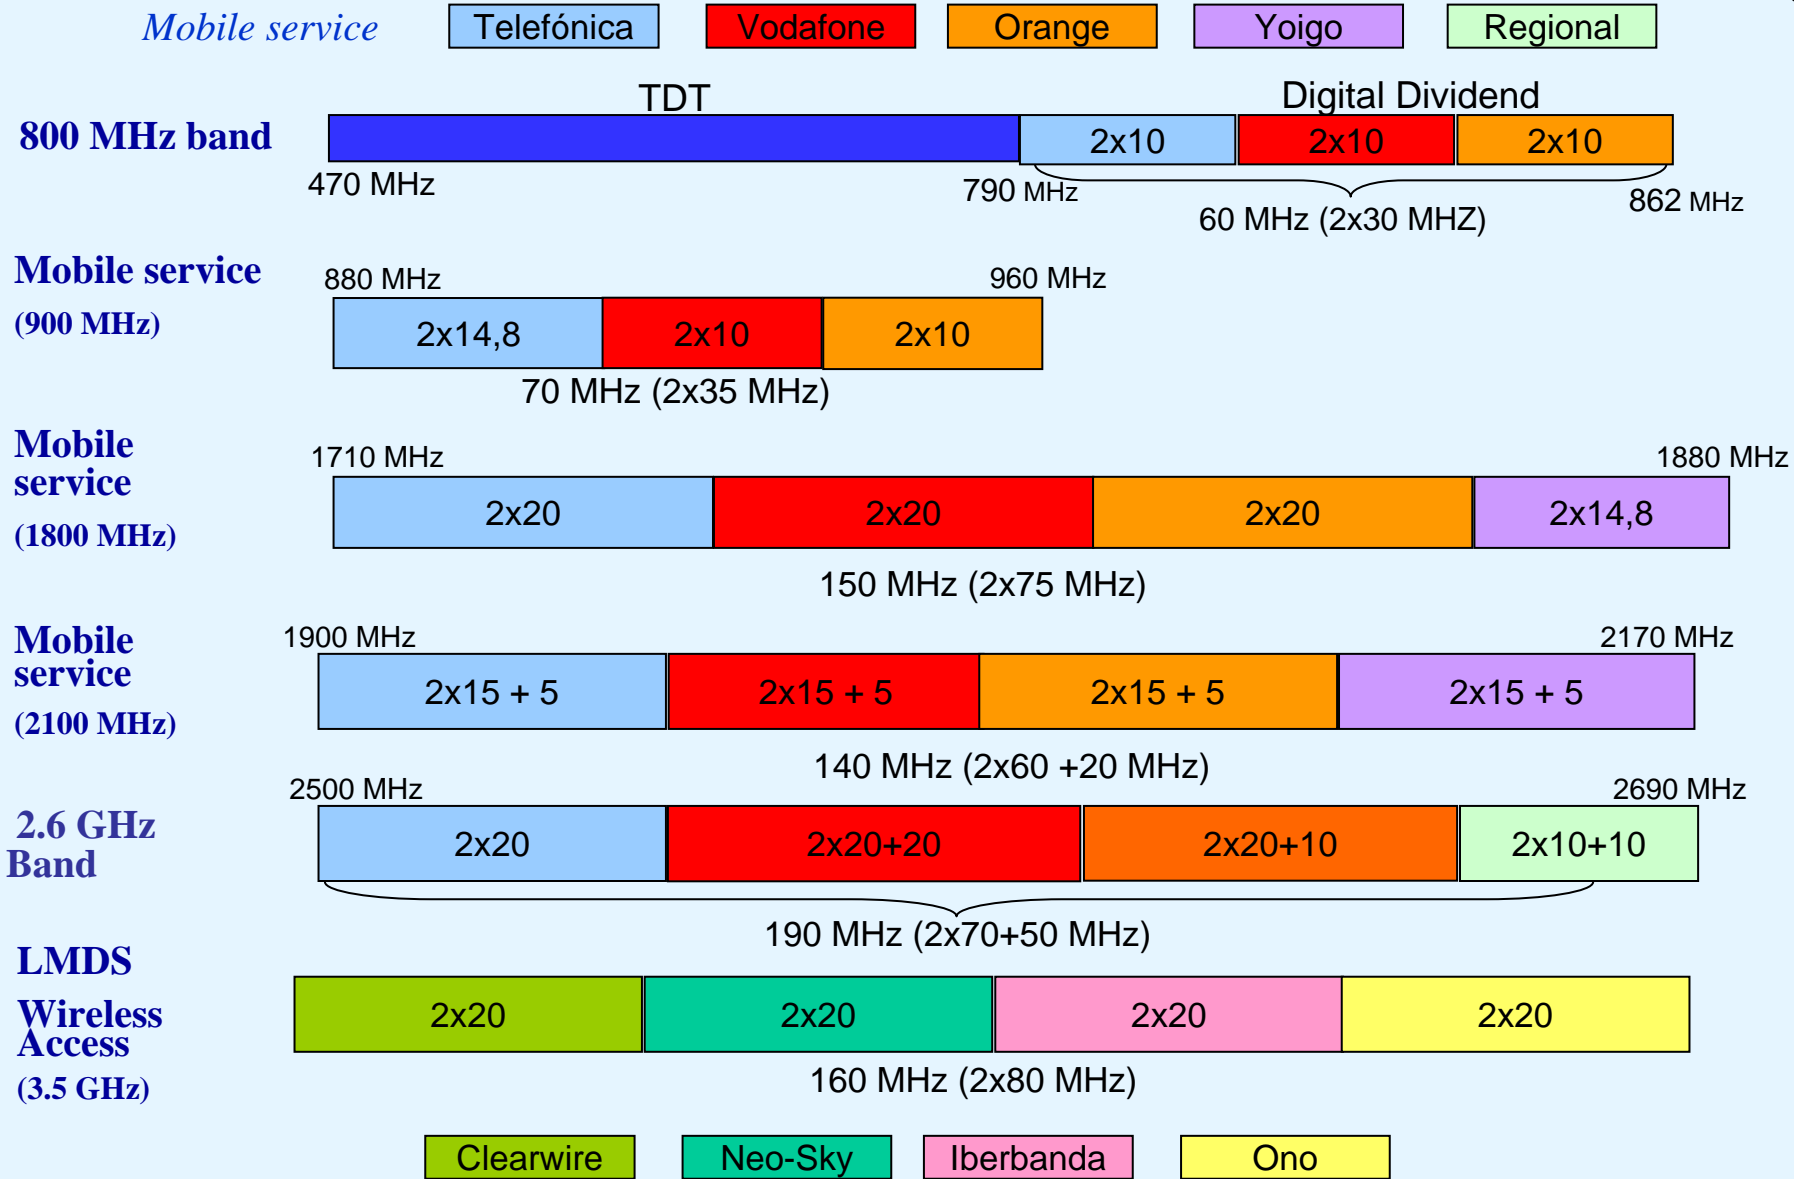 Mobile service Telefónica Vodafone Orange Yoigo Regional
TDT Digital Dividend
800 MHz band 2x10 2x10 2x10
470 MHz 790 MHz 862 MHz
60 MHz (2x30 MHZ)
Mobile service
(900 MHz)
880 MHz 960 MHz
2x14,8 2x10 2x10
70 MHz (2x35 MHz)
Mobile
service
(1800 MHz)
1710 MHz 1880 MHz
2x20 2x20 2x20 2x14,8
150 MHz (2x75 MHz)
Mobile
service
(2100 MHz)
1900 MHz 2170 MHz
2x15 + 5 2x15 + 5 2x15 + 5 2x15 + 5
140 MHz (2x60 +20 MHz)
2500 MHz 2690 MHz
2.6 GHz
Band
2x20 2x20+20 2x20+10 2x10+10
190 MHz (2x70+50 MHz)
LMDS
Wireless
Access
(3.5 GHz)
2x20 2x20 2x20 2x20
160 MHz (2x80 MHz)
Clearwire Neo-Sky Iberbanda Ono